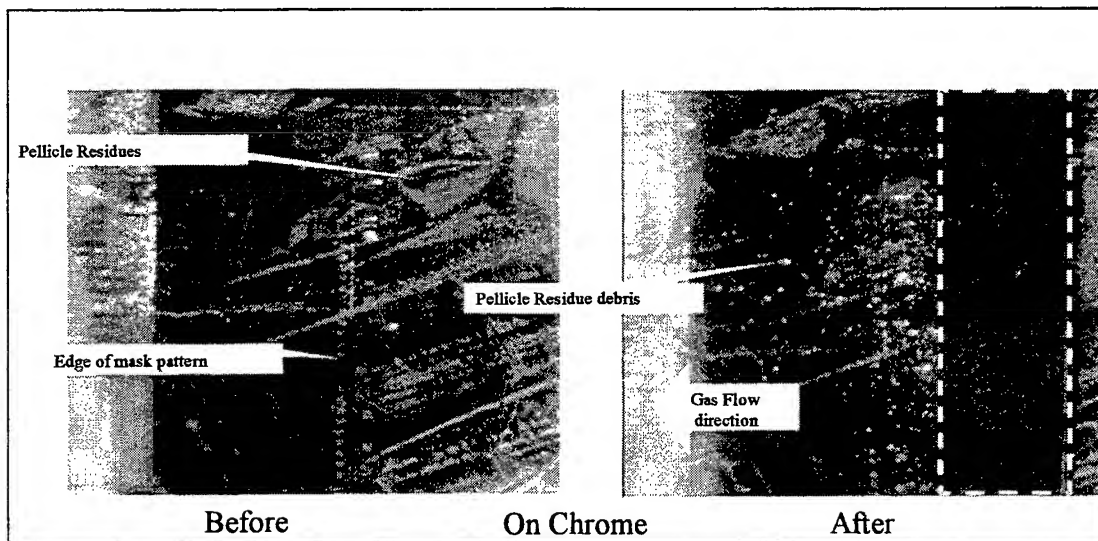 Pellicle Residues
Pellicle Residue debris
Edge of mask pattern
Gas Flow
direction
Before
On Chrome
After